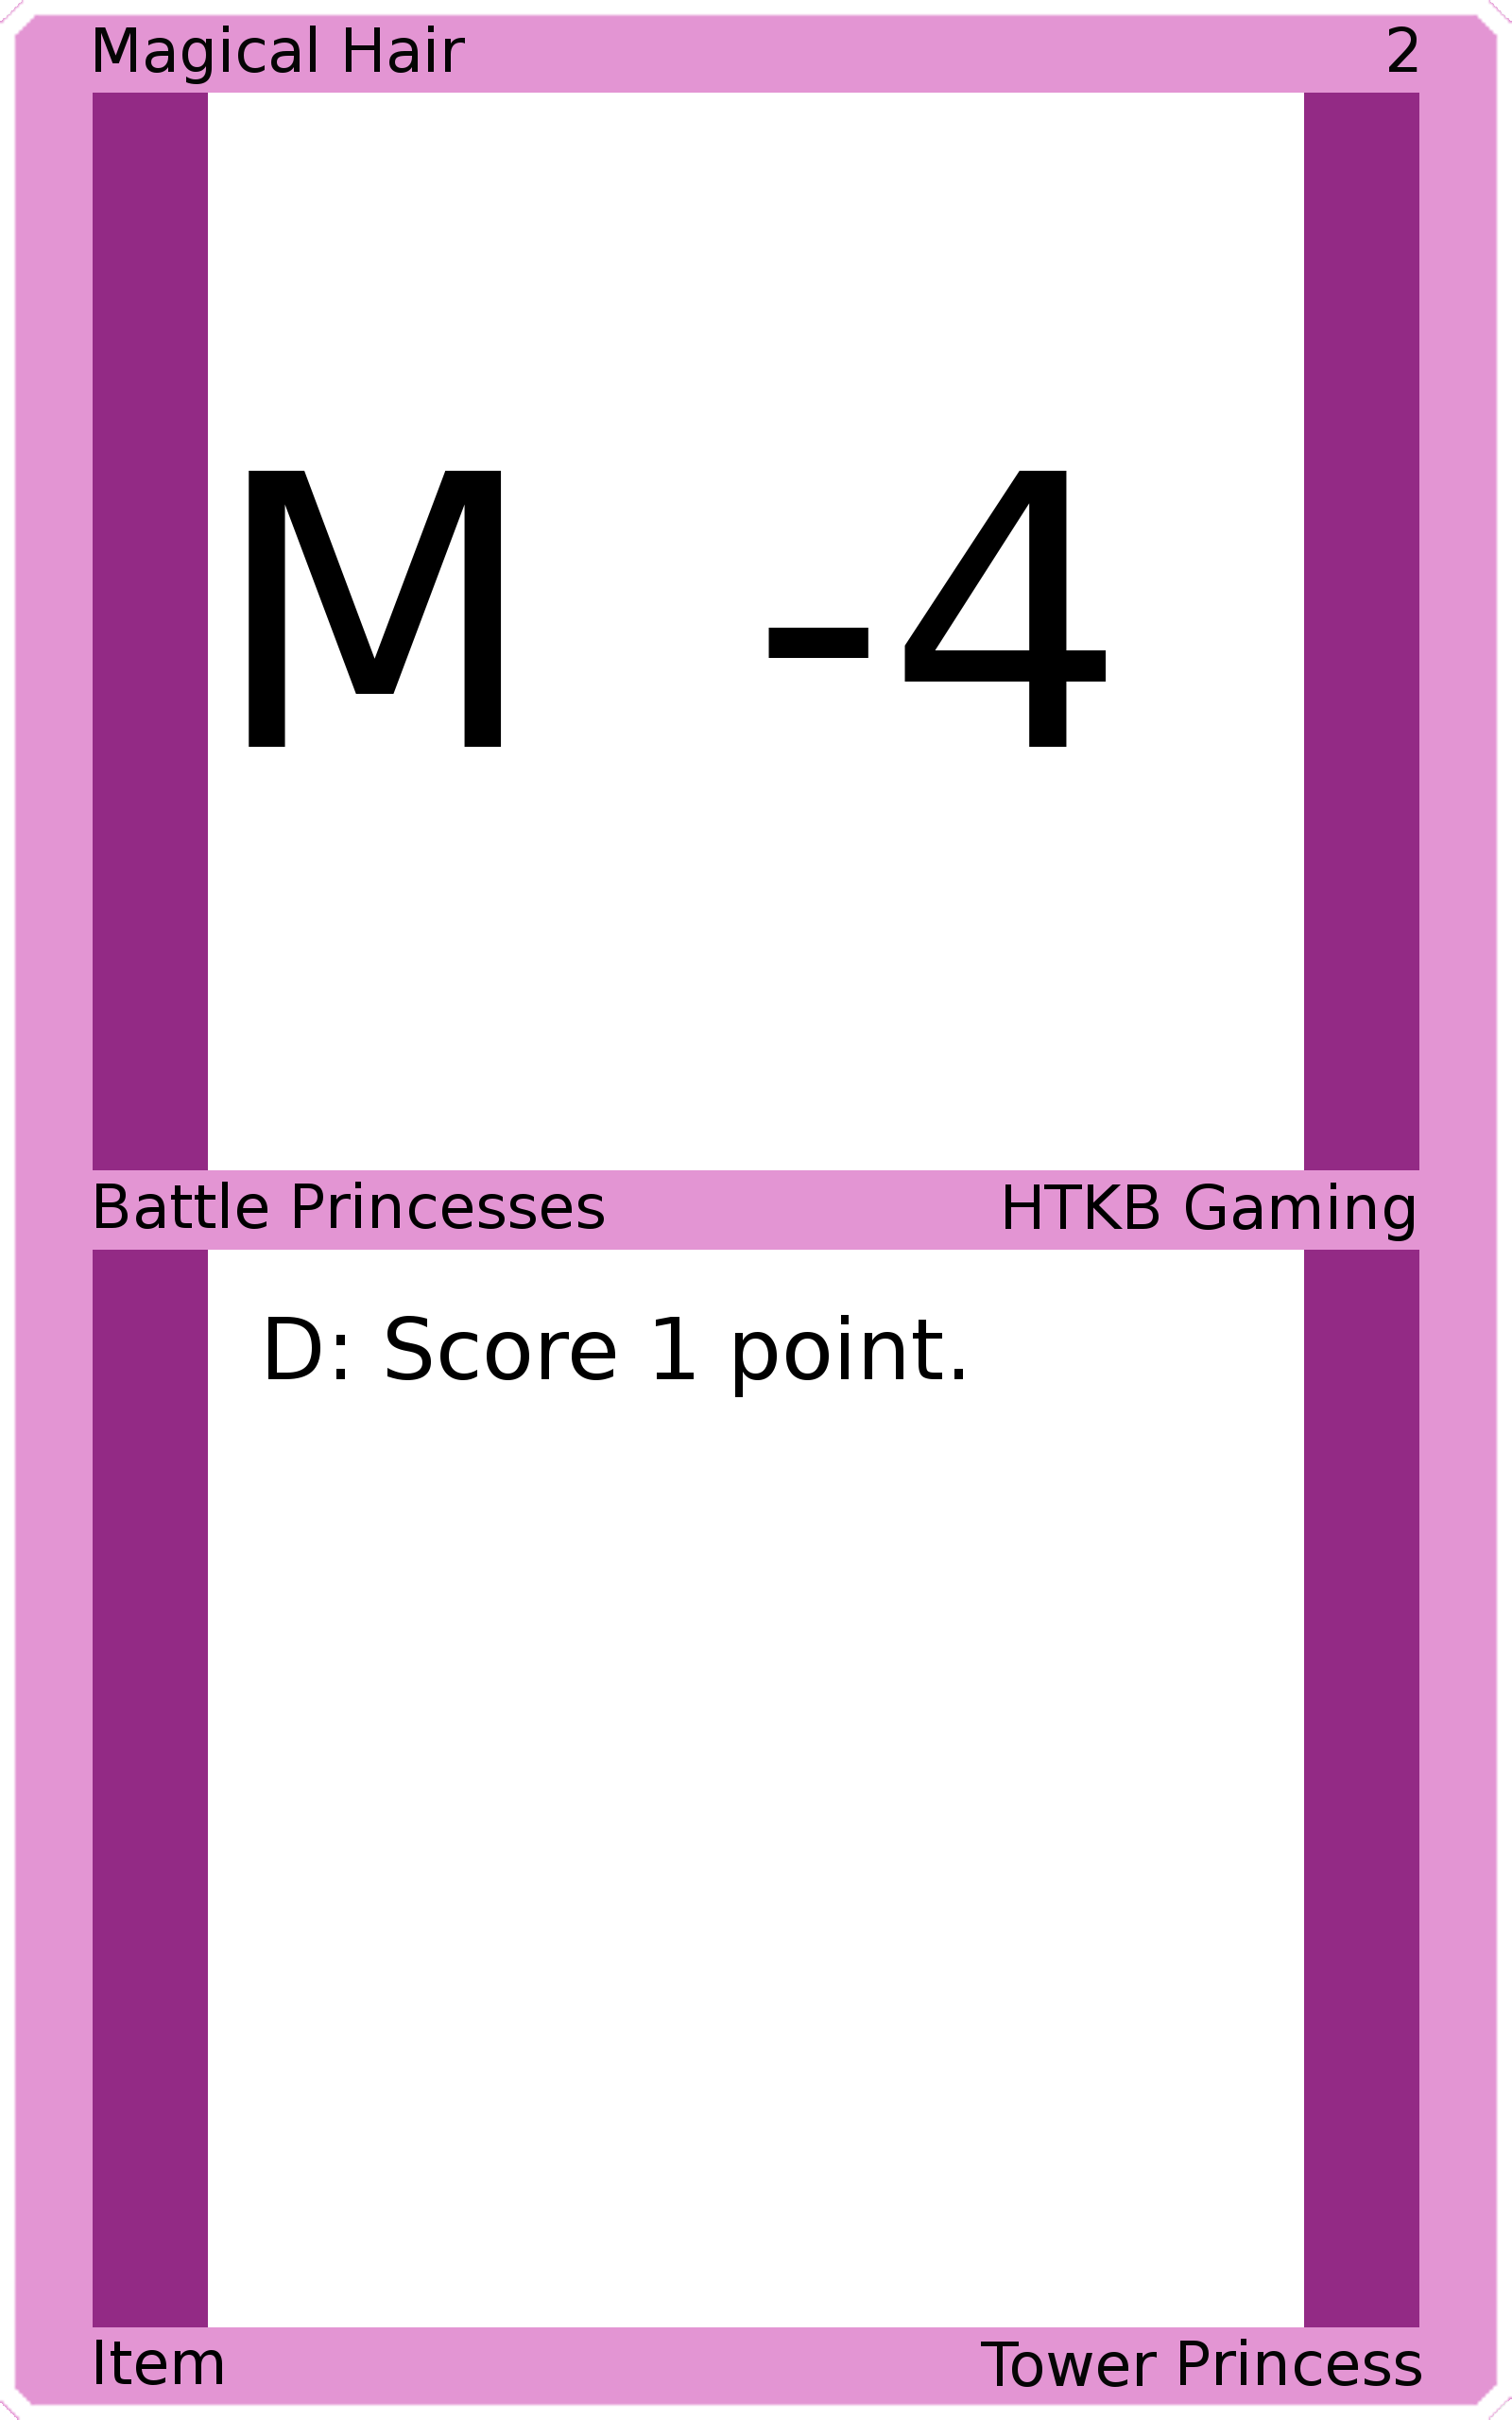 Magical Hair 2
M -4
Battle Princesses HTKB Gaming
D: Score 1 point.
Item Tower Princess